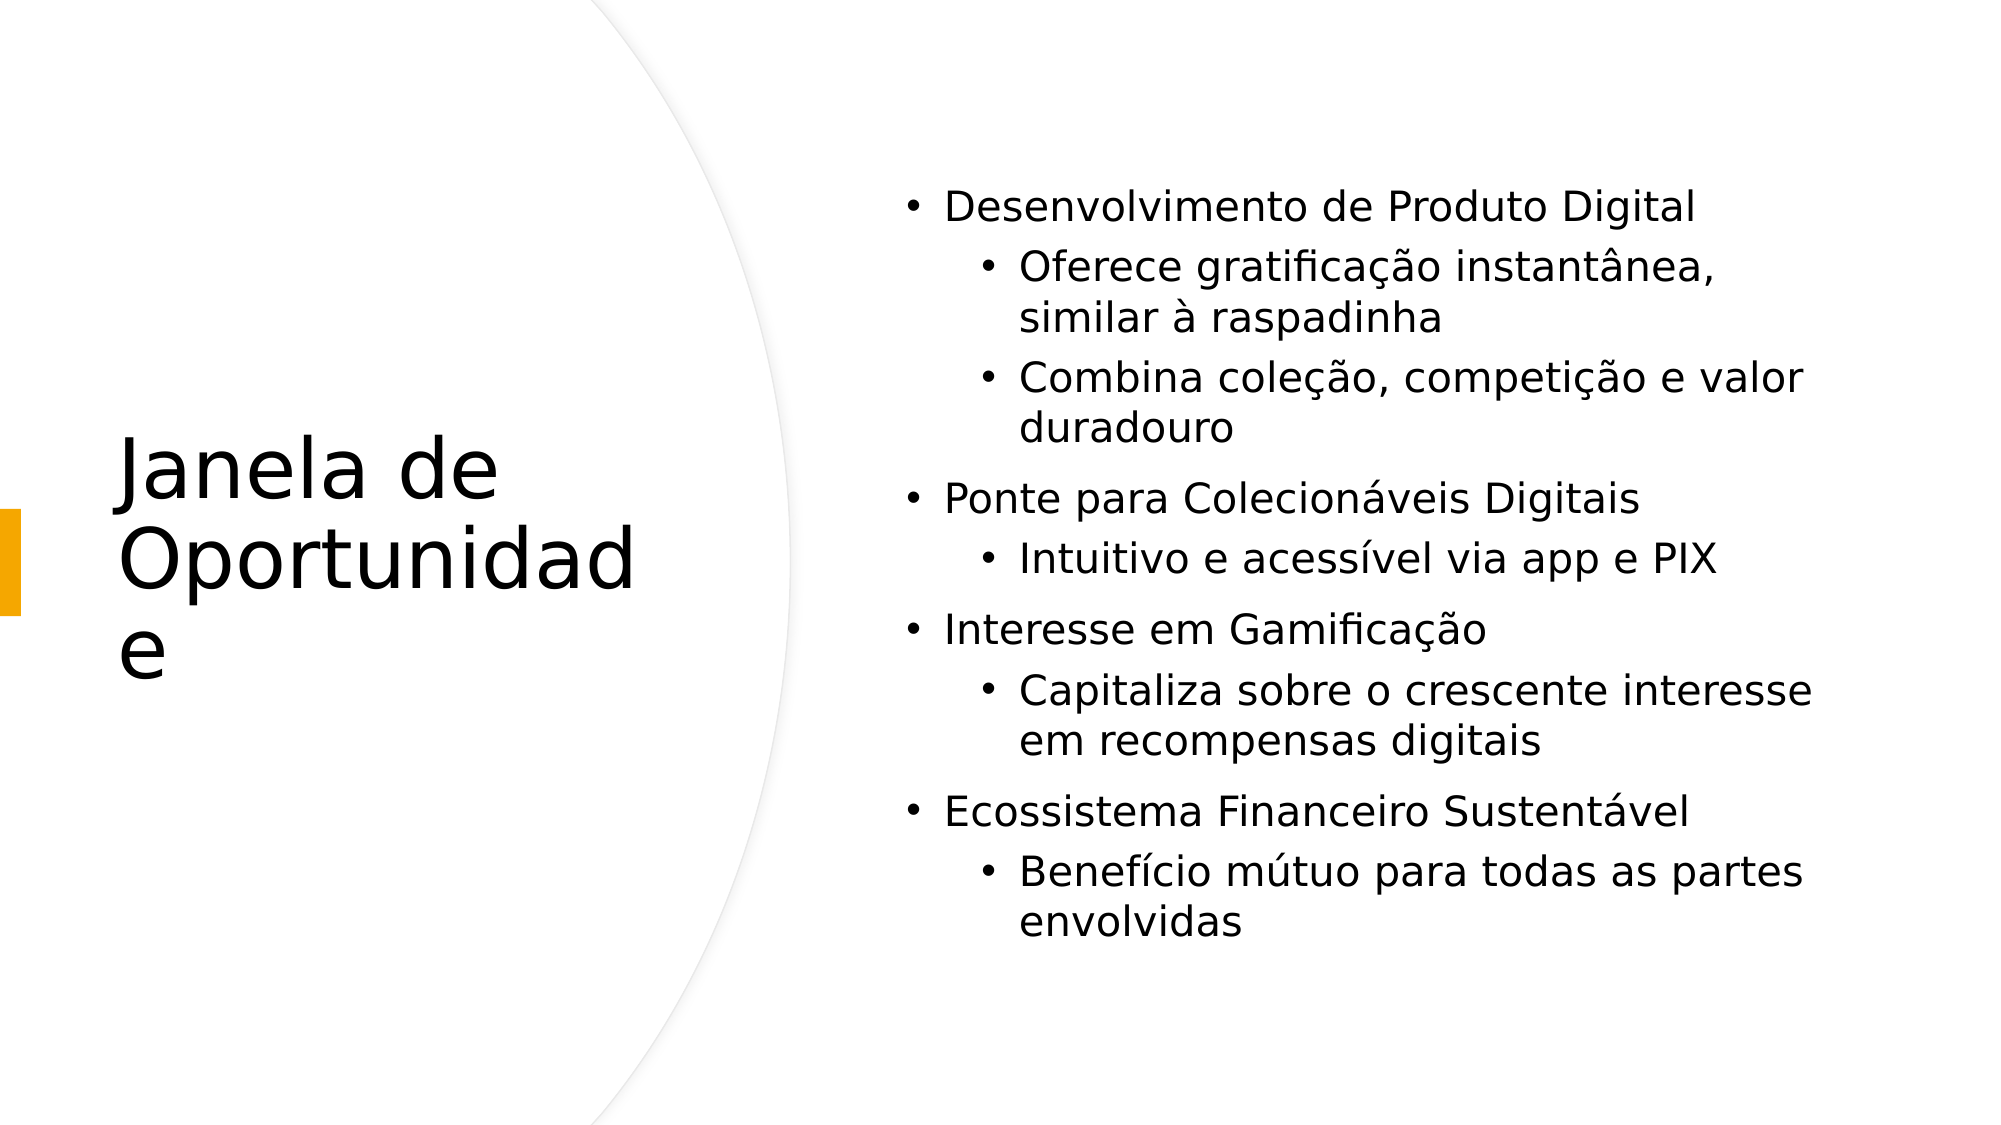 Janela de
Oportunidad
e
• Desenvolvimento de Produto Digital
• Oferece gratificação instantânea,
similar à raspadinha
• Combina coleção, competição e valor
duradouro
• Ponte para Colecionáveis Digitais
• Intuitivo e acessível via app e PIX
• Interesse em Gamificação
• Capitaliza sobre o crescente interesse
em recompensas digitais
• Ecossistema Financeiro Sustentável
• Benefício mútuo para todas as partes
envolvidas